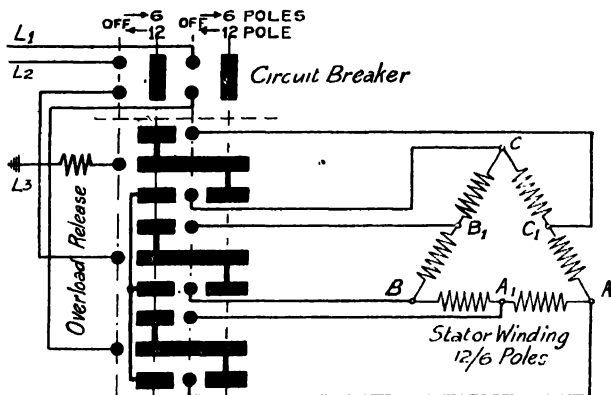 OFF →6 OFF →6 POLES
←12 ←12 POLE
L1
L2
Circuit Breaker
L3
Overload Release
C
B1
C1
B
A1
A
Stator Winding
12/6 Poles